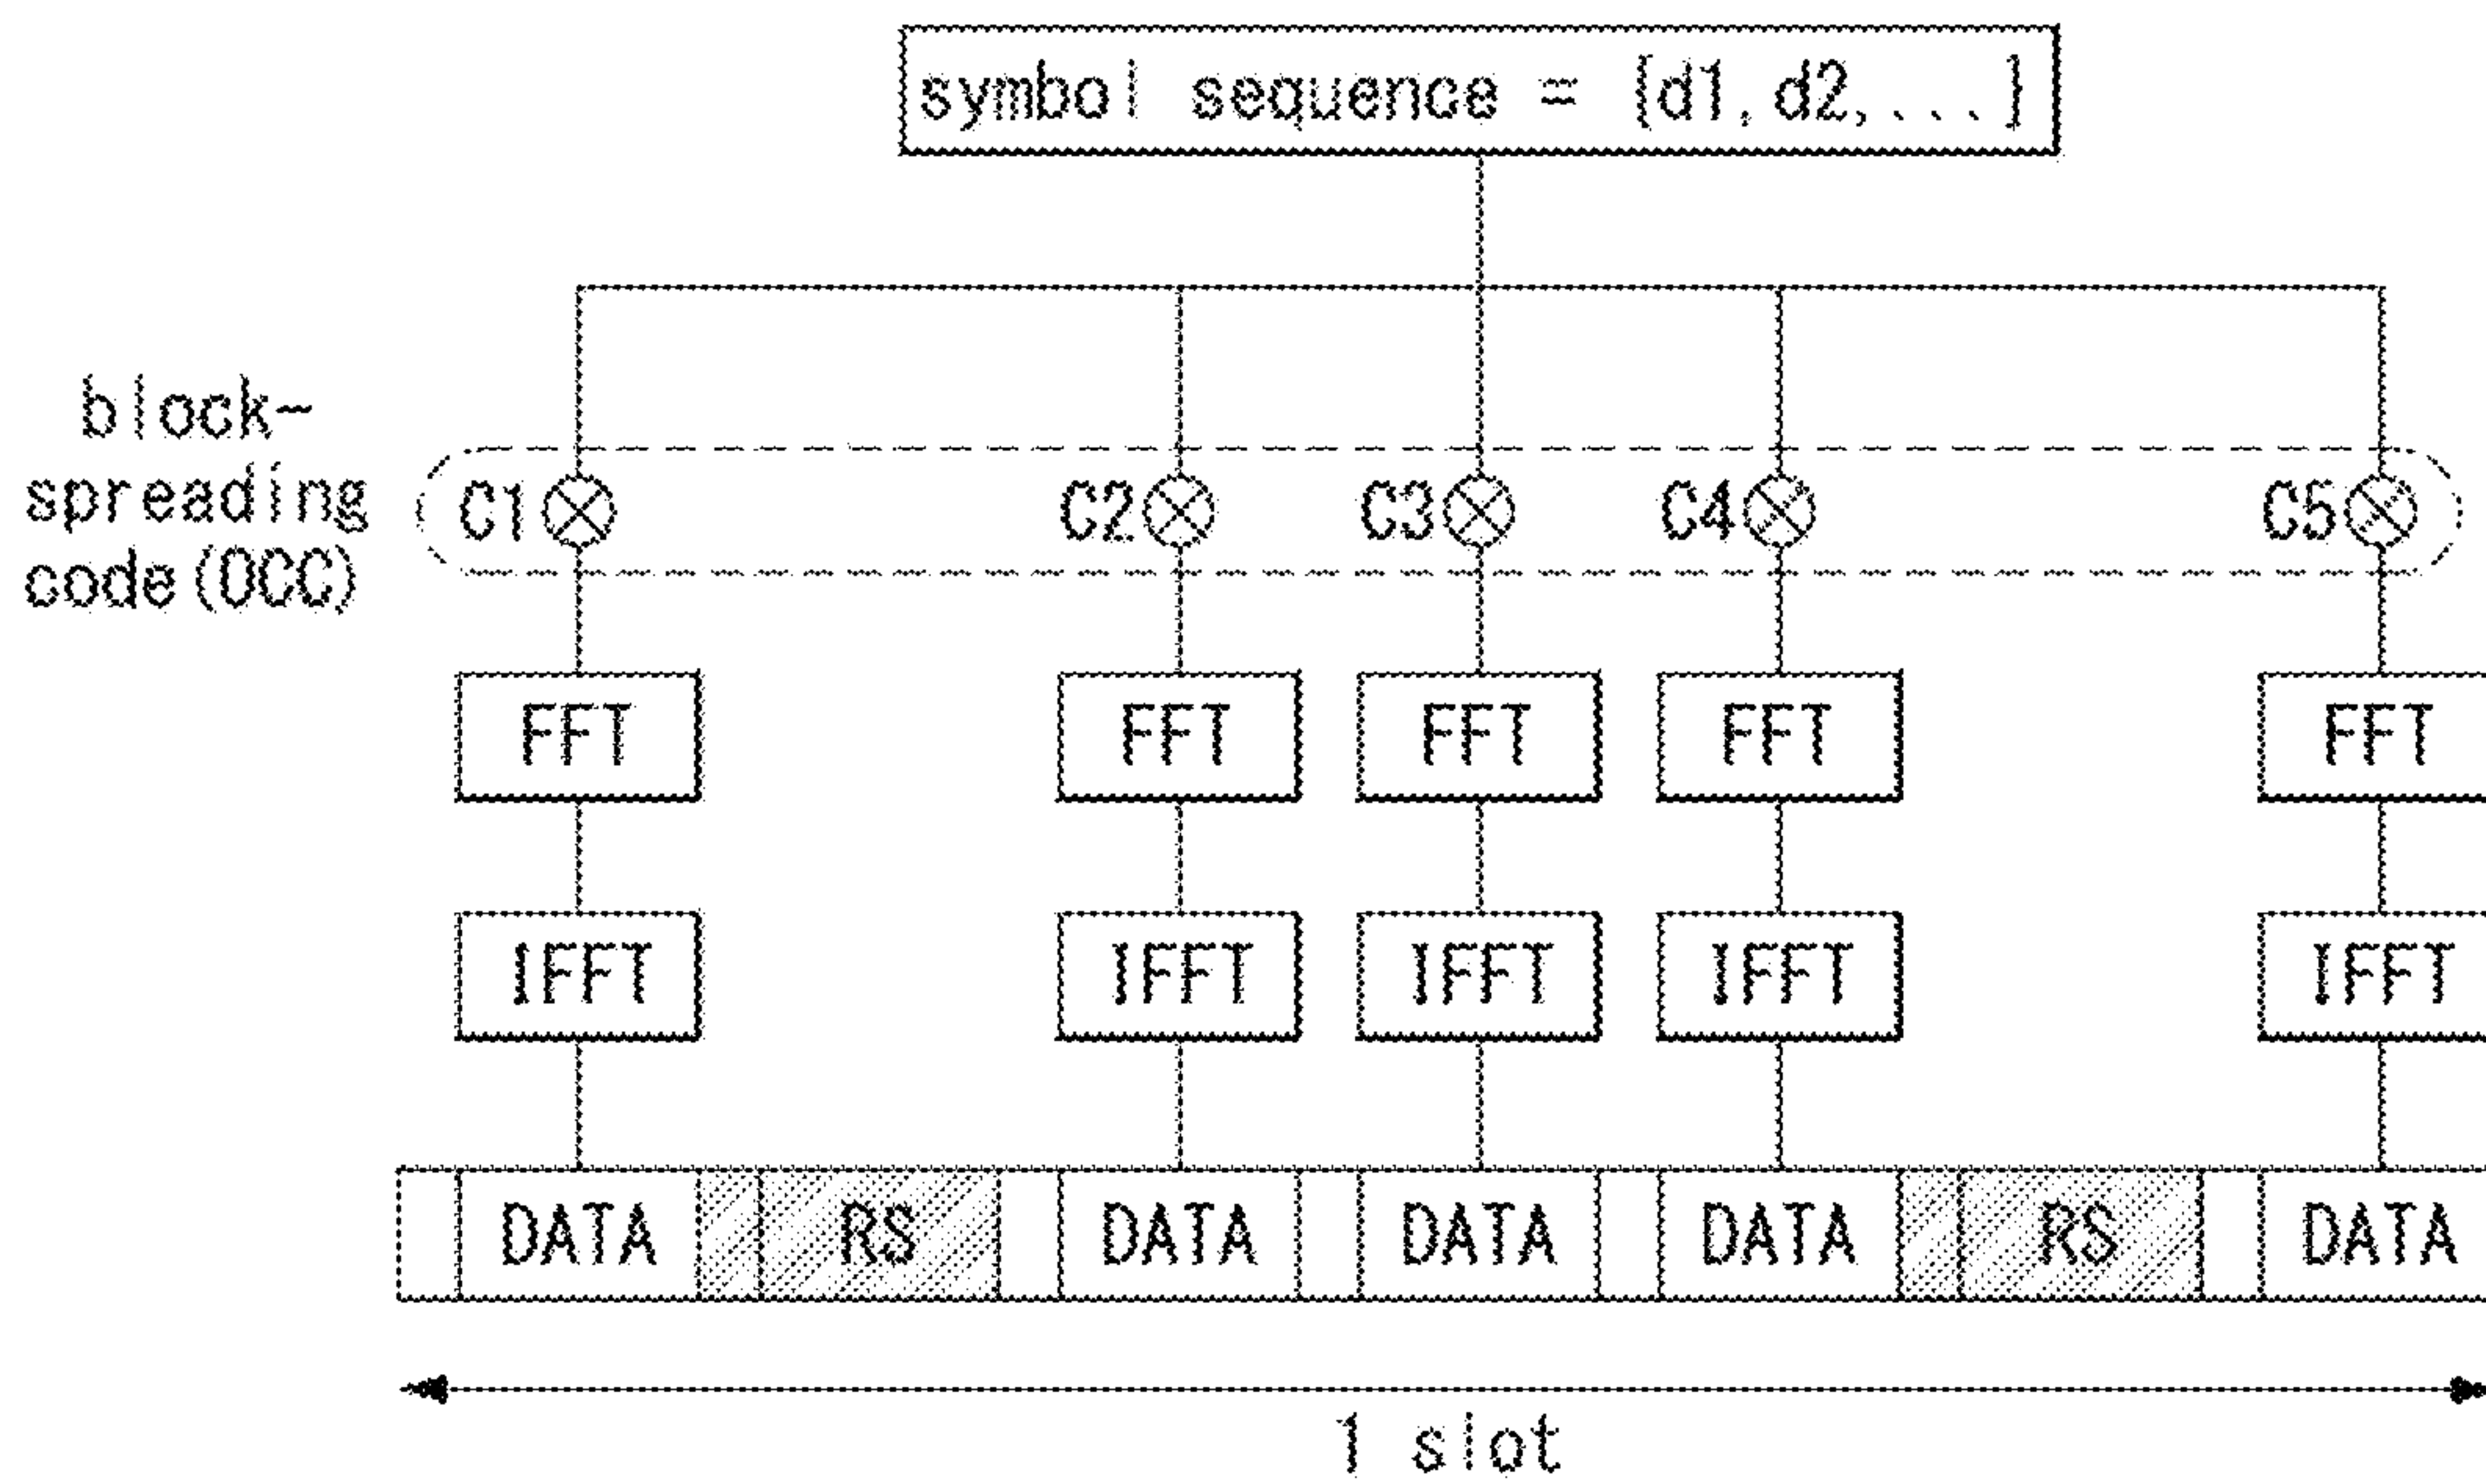 symbol sequence = {d1,d2,...}
block-
spreading
code(OCC)
C1 C2 C3 C4 C5
FFT FFT FFT FFT FFT
IFFT IFFT IFFT IFFT IFFT
DATA RS DATA DATA DATA RS DATA
1 slot